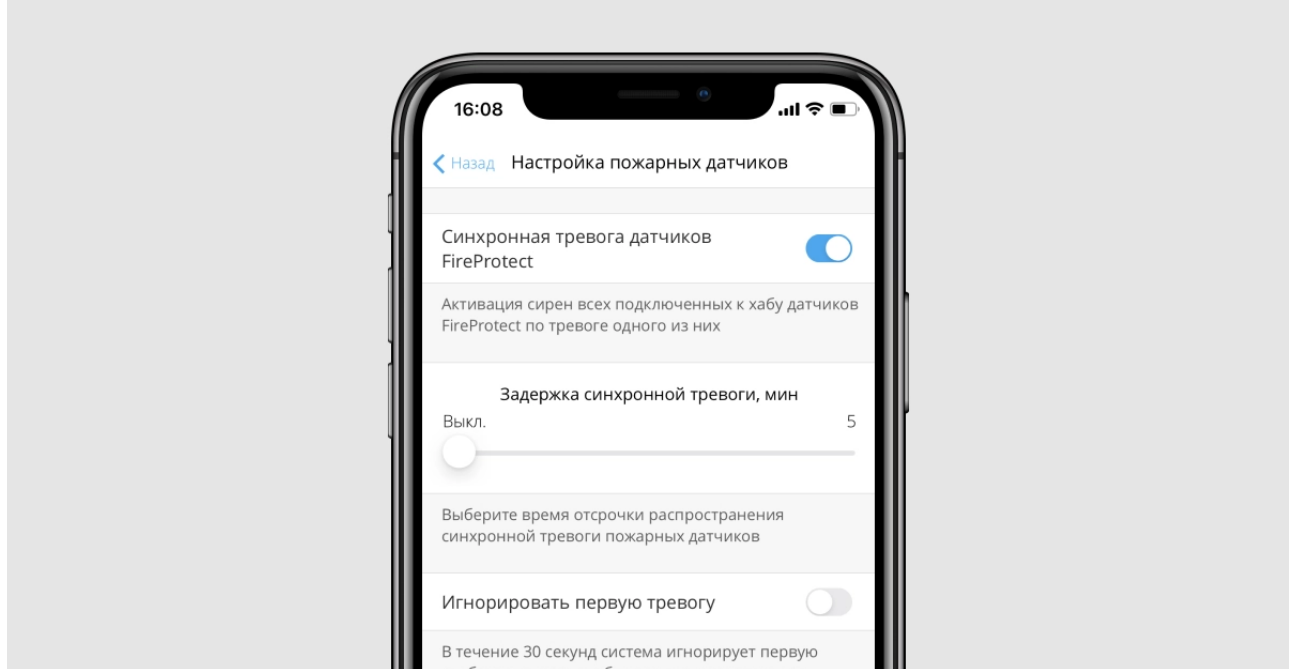 16:08
Назад Настройка пожарных датчиков
Синхронная тревога датчиков
FireProtect
Активация сирен всех подключенных к хабу датчиков
FireProtect по тревоге одного из них
Задержка синхронной тревоги, мин
Выкл. 5
Выберите время отсрочки распространения
синхронной тревоги пожарных датчиков
Игнорировать первую тревогу
В течение 30 секунд система игнорирует первую